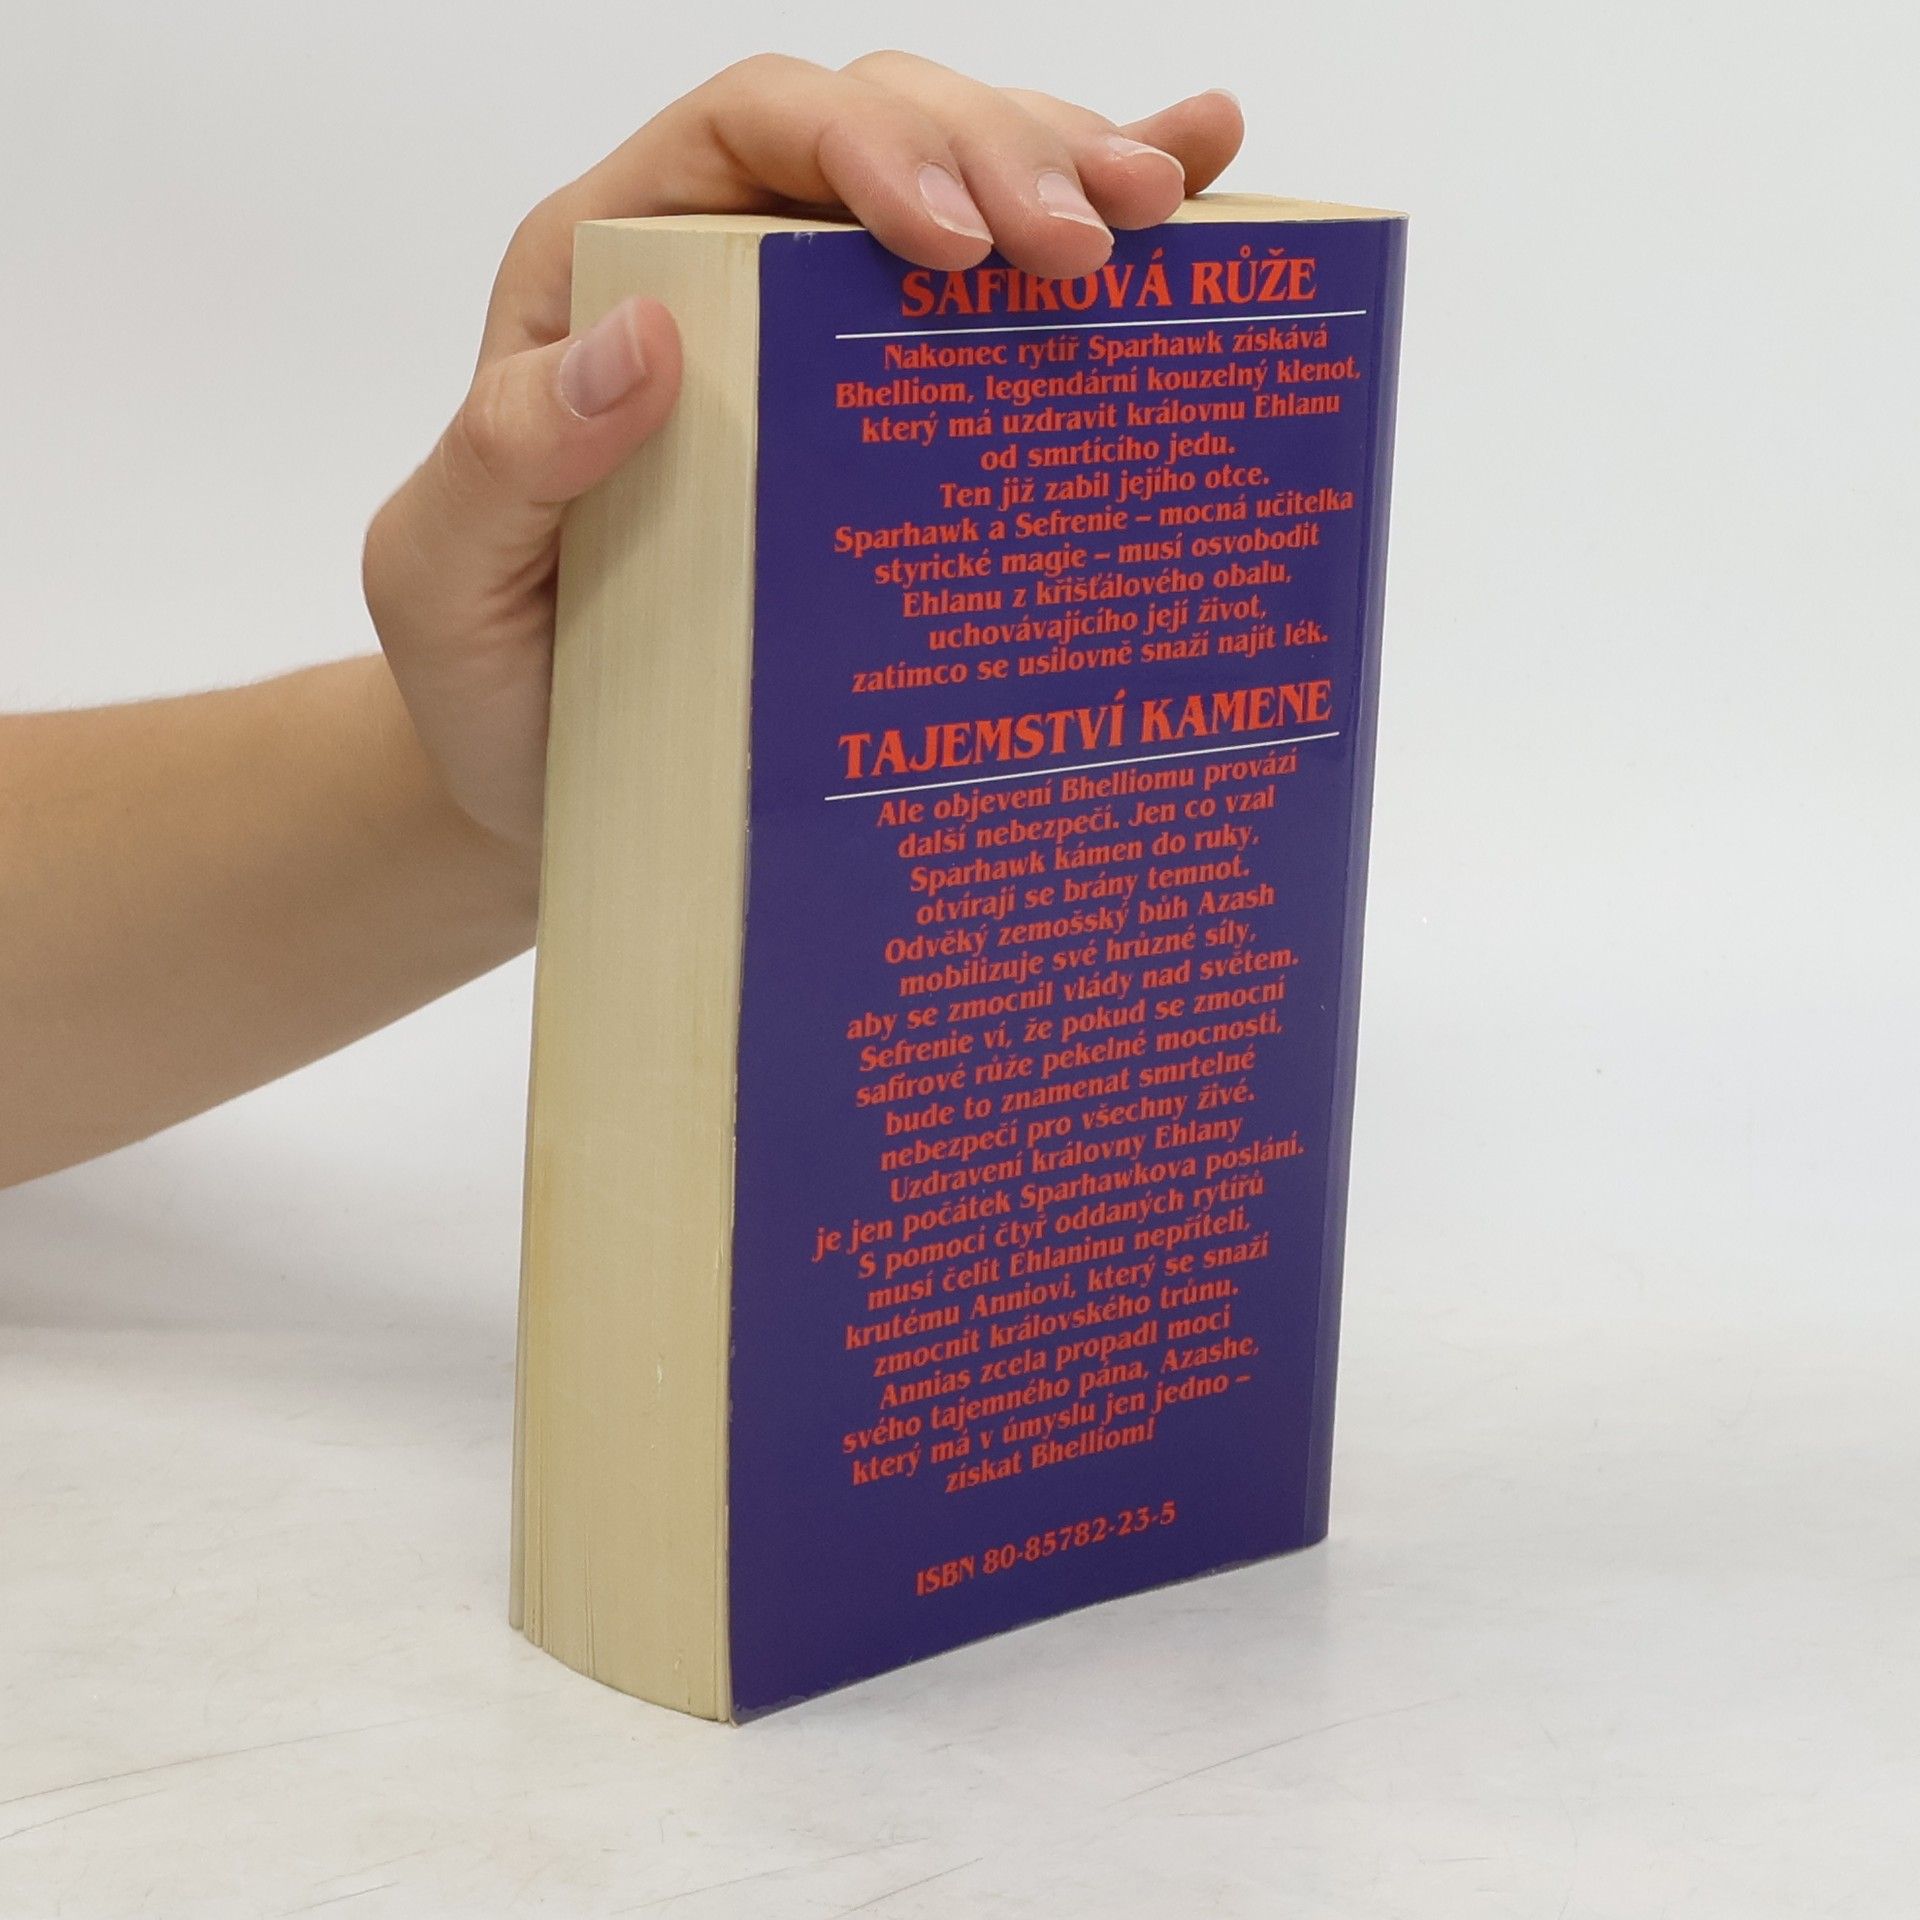 SAFÍROVÁ RŮŽE
Nakonec rytíř Sparhawk získává
Bhelliom, legendární kouzelný klenot,
který má uzdravit královnu Ehlanu
od smrtícího jedu.
Ten již zabil jejího otce.
Sparhawk a Sefrenie – mocná učitelka
styrické magie – musí osvobodit
Ehlanu z křišťálového obalu,
uchovávajícího její život,
zatímco se usilovně snaží najít lék.
TAJEMSTVÍ KAMENE
Ale objevení Bhelliomu provází
další nebezpečí. Jen co vzal
Sparhawk kámen do ruky,
otvírají se brány temnot.
Odvěký zemošský bůh Azash
mobilizuje své hrůzné síly,
aby se zmocnil vlády nad světem.
Sefrenie ví, že pokud se zmocní
safírové růže pekelné mocnosti,
bude to znamenat smrtelné
nebezpečí pro všechny živé.
Uzdravení královny Ehlany
je jen počátek Sparhawkova poslání.
S pomocí čtyř oddaných rytířů
musí čelit Ehlaninu nepříteli,
krutému Anniovi, který se snaží
zmocnit královského trůnu.
Annias zcela propadl moci
svého tajemného pána, Azashe,
který má v úmyslu jen jedno –
získat Bhelliom!
ISBN 80-85782-23-5